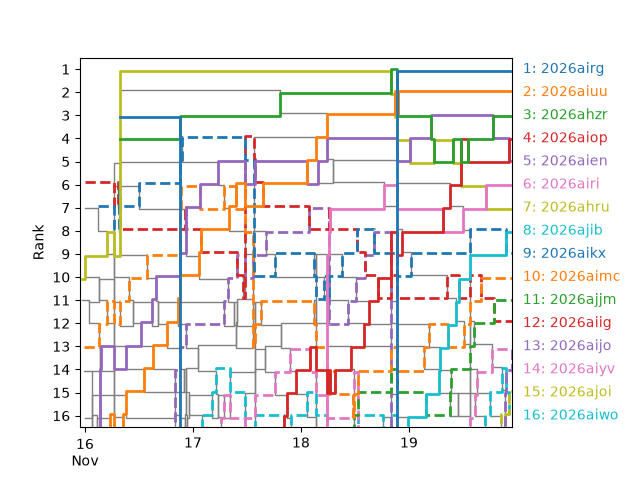 1
2
3
4
5
6
7
8
9
10
11
12
13
14
15
16
Rank
16
17
18
19
Nov
1: 2026airg
2: 2026aiuu
3: 2026ahzr
4: 2026aiop
5: 2026aien
6: 2026airi
7: 2026ahru
8: 2026ajib
9: 2026aikx
10: 2026aimc
11: 2026ajjm
12: 2026aiig
13: 2026aijo
14: 2026aiyv
15: 2026ajoi
16: 2026aiwo